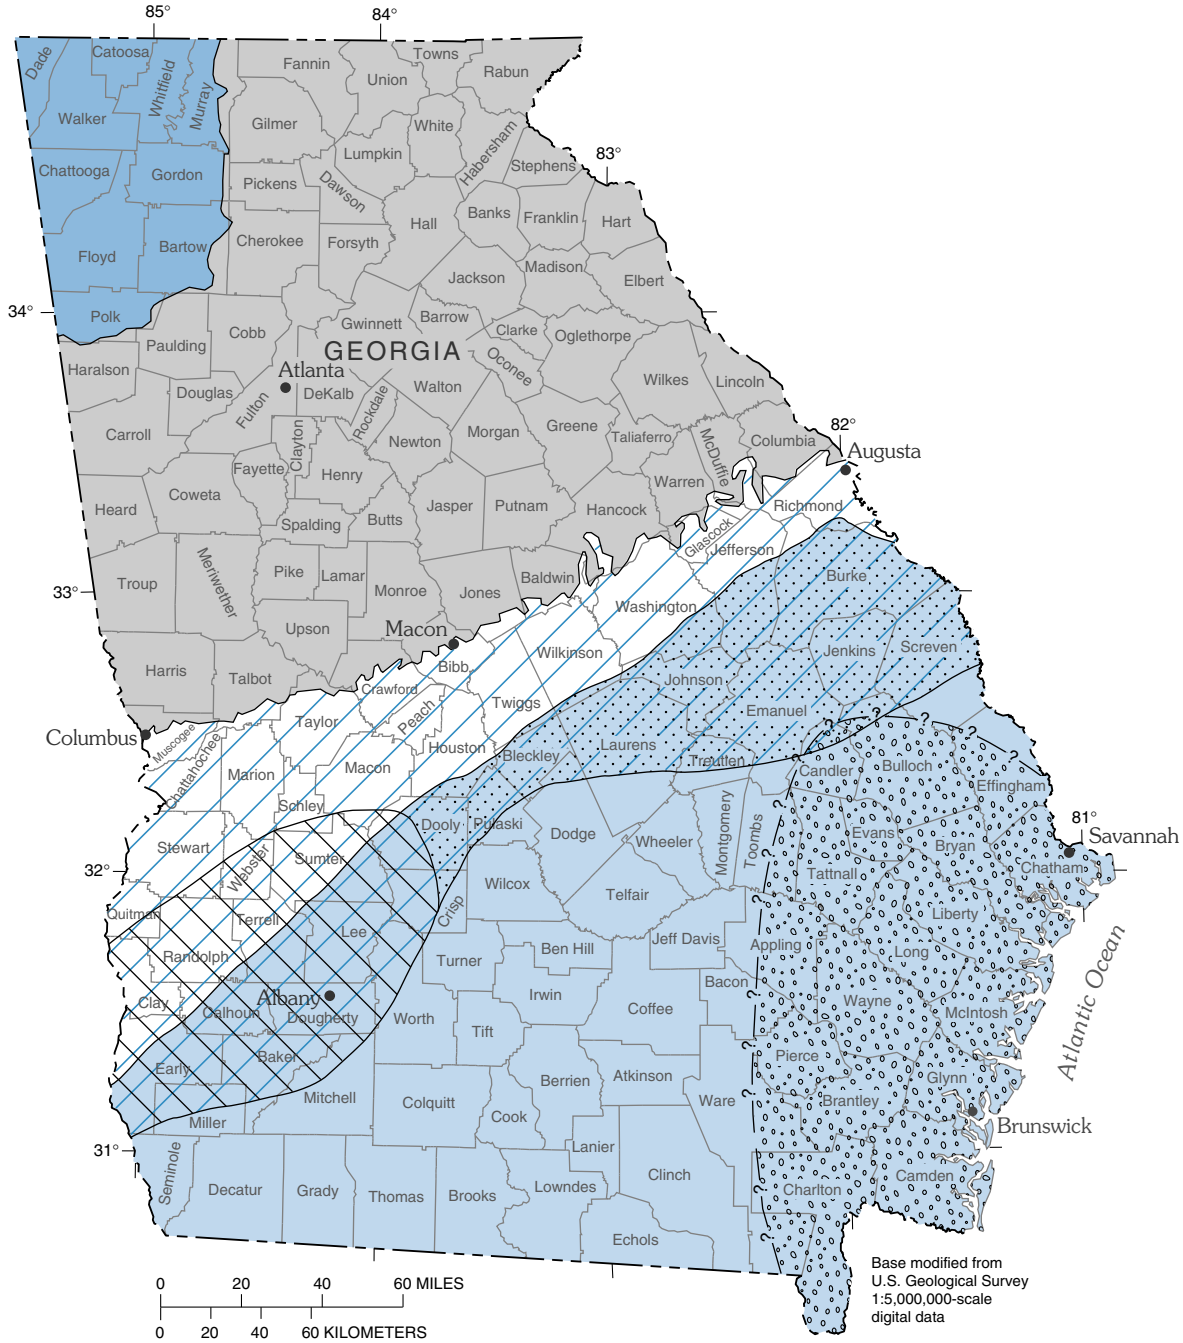 85°
84°
Dade
Catoosa
Whitfield
Murray
Walker
Fannin
Union
Towns
Rabun
Gilmer
White
Lumpkin
Habersham
Stephens
83°
Chattooga
Gordon
Pickens
Dawson
Hall
Banks
Franklin
Hart
Floyd
Bartow
Cherokee
Forsyth
Jackson
Madison
Elbert
34°
Polk
Cobb
Gwinnett
Barrow
Clarke
Oglethorpe
Paulding
GEORGIA
Oconee
Haralson
Atlanta
Douglas
Fulton
DeKalb
Rockdale
Walton
Wilkes
Lincoln
Carroll
Clayton
Newton
Morgan
Greene
Taliaferro
McDuffie
Columbia
82°
Augusta
Fayette
Henry
Warren
Heard
Coweta
Spalding
Butts
Jasper
Putnam
Hancock
Richmond
Glascock
Jefferson
33°
Troup
Meriwether
Pike
Lamar
Monroe
Jones
Baldwin
Washington
Burke
Upson
Macon
Bibb
Wilkinson
Jenkins
Screven
Harris
Talbot
Crawford
Peach
Twiggs
Johnson
Emanuel
Columbus
Muscogee
Chattahochee
Taylor
Houston
Bleckley
Laurens
Treutlen
Marion
Macon
Candler
Bulloch
Effingham
Schley
Dooly
Pulaski
Dodge
Wheeler
Montgomery
Toombs
Evans
Bryan
81°
Savannah
Stewart
Webster
Sumter
32°
Tattnall
Chatham
Quitman
Terrell
Lee
Crisp
Wilcox
Telfair
Liberty
Randolph
Turner
Ben Hill
Jeff Davis
Appling
Long
Clay
Calhoun
Albany
Dougherty
Worth
Irwin
Coffee
Bacon
Wayne
McIntosh
Atlantic Ocean
Tift
Early
Baker
Berrien
Atkinson
Pierce
Glynn
Miller
Mitchell
Colquitt
Cook
Ware
Brantley
Brunswick
31°
Lanier
Seminole
Decatur
Grady
Thomas
Brooks
Lowndes
Clinch
Charlton
Camden
Echols
? ? ? ? ?
? ? ? ? ? ?
Base modified from
U.S. Geological Survey
1:5,000,000-scale
digital data
0 20 40 60 MILES
0 20 40 60 KILOMETERS